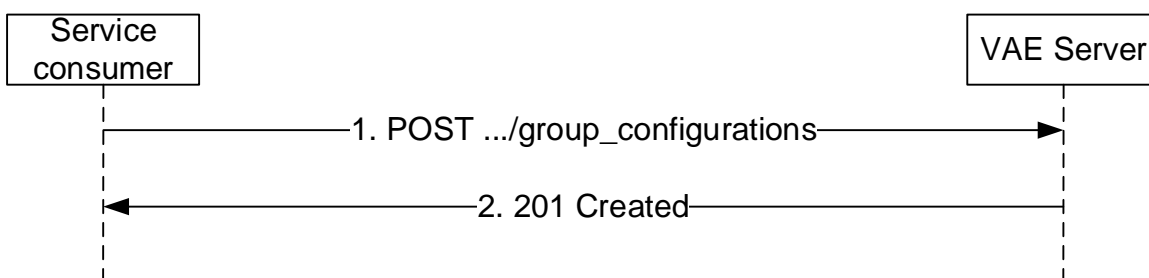 Service
consumer
VAE Server
1. POST .../group_configurations
2. 201 Created